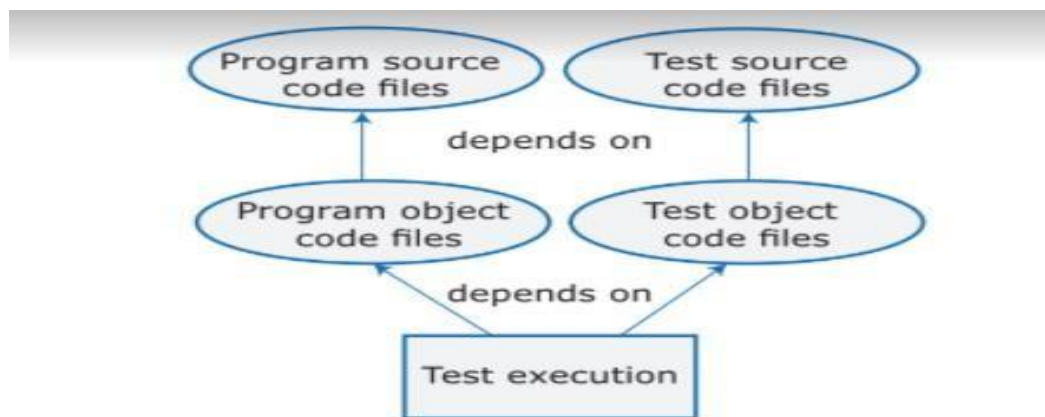 Program source
code files
Test source
code files
depends on
Program object
code files
Test object
code files
depends on
Test execution